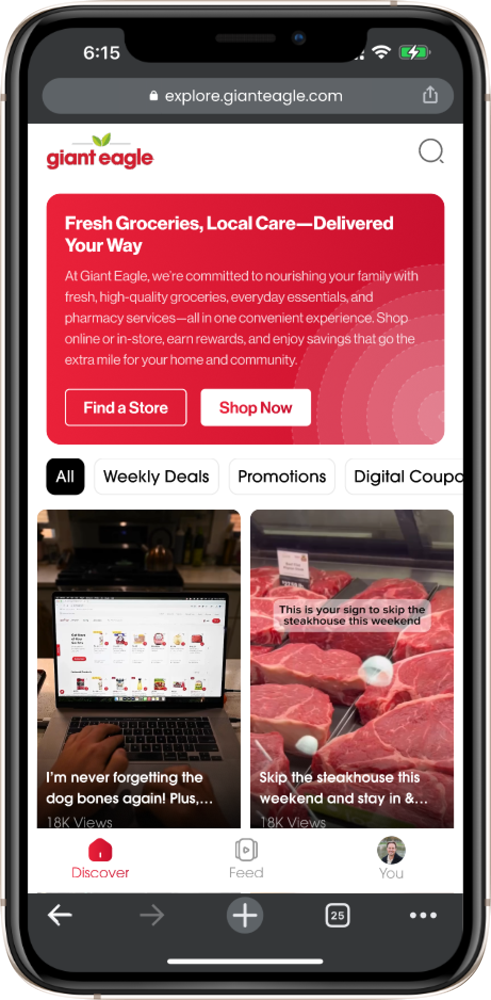 6:15
explore.gianteagle.com
giant eagle
Fresh Groceries, Local Care—Delivered
Your Way
At Giant Eagle, we're committed to nourishing your family with
fresh, high-quality groceries, everyday essentials, and
pharmacy services—all in one convenient experience. Shop
online or in-store, earn rewards, and enjoy savings that go the
extra mile for your home and community.
Find a Store
Shop Now
All
Weekly Deals
Promotions
Digital Coupo
This is your sign to skip the
steakhouse this weekend
I'm never forgetting the
dog bones again! Plus,...
18K Views
Skip the steakhouse this
weekend and stay in &...
18K Views
Discover
Feed
You
25